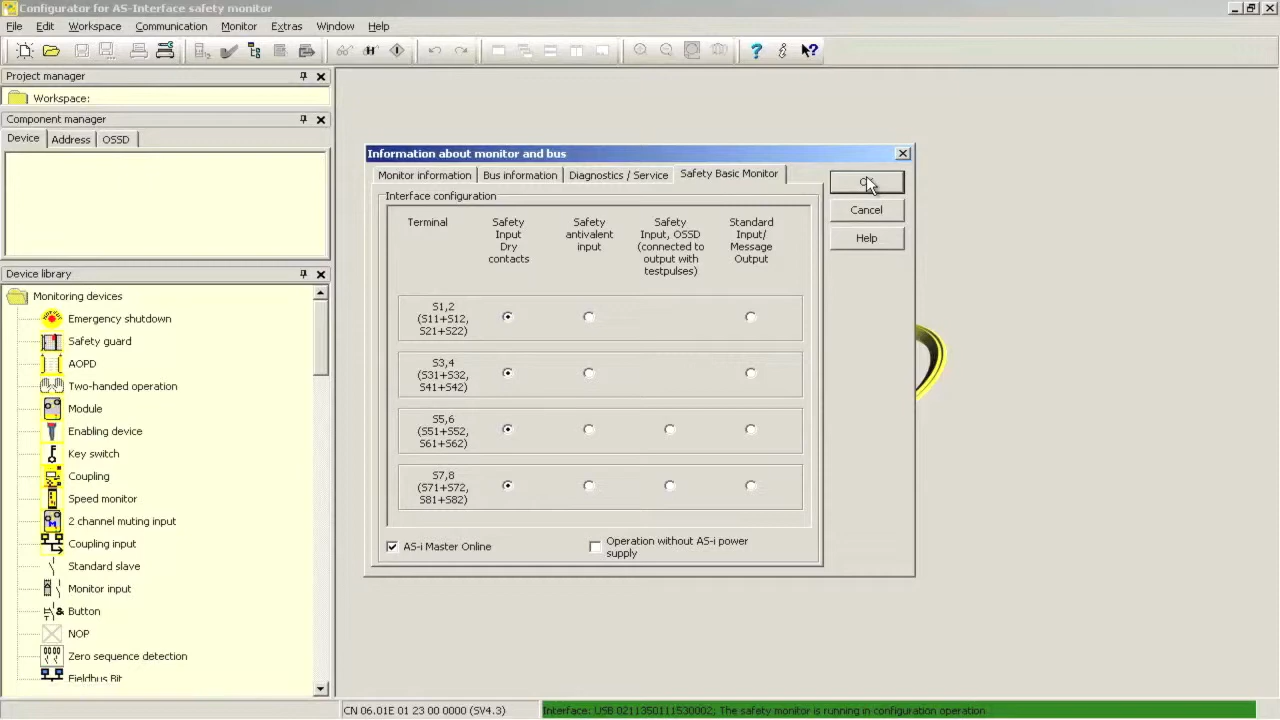 Configurator for AS-Interface safety monitor
File Edit Workspace Communication Monitor Extras Window Help
Project manager
Workspace:
Component manager
Device Address OSSD
Device library
Monitoring devices
Emergency shutdown
Safety guard
AOPD
Two-handed operation
Module
Enabling device
Key switch
Coupling
Speed monitor
2 channel muting input
Coupling input
Standard slave
Monitor input
Button
NOP
Zero sequence detection
Fieldbus Bit
Information about monitor and bus
Monitor information Bus information Diagnostics / Service Safety Basic Monitor
Interface configuration
Terminal
Safety
Input
Dry
contacts
Safety
antivalent
input
Safety
Input, OSSD
(connected to
output with
testpulses)
Standard
Input/
Message
Output
S1,2
(S11+S12,
S21+S22)
S3,4
(S31+S32,
S41+S42)
S5,6
(S51+S52,
S61+S62)
S7,8
(S71+S72,
S81+S82)
AS-i Master Online
Operation without AS-i power
supply
Cancel
Help
CN 06.01E 01 23 00 0000 (SV4.3)
Interface: USB 0211350111530002; The safety monitor is running in configuration operation